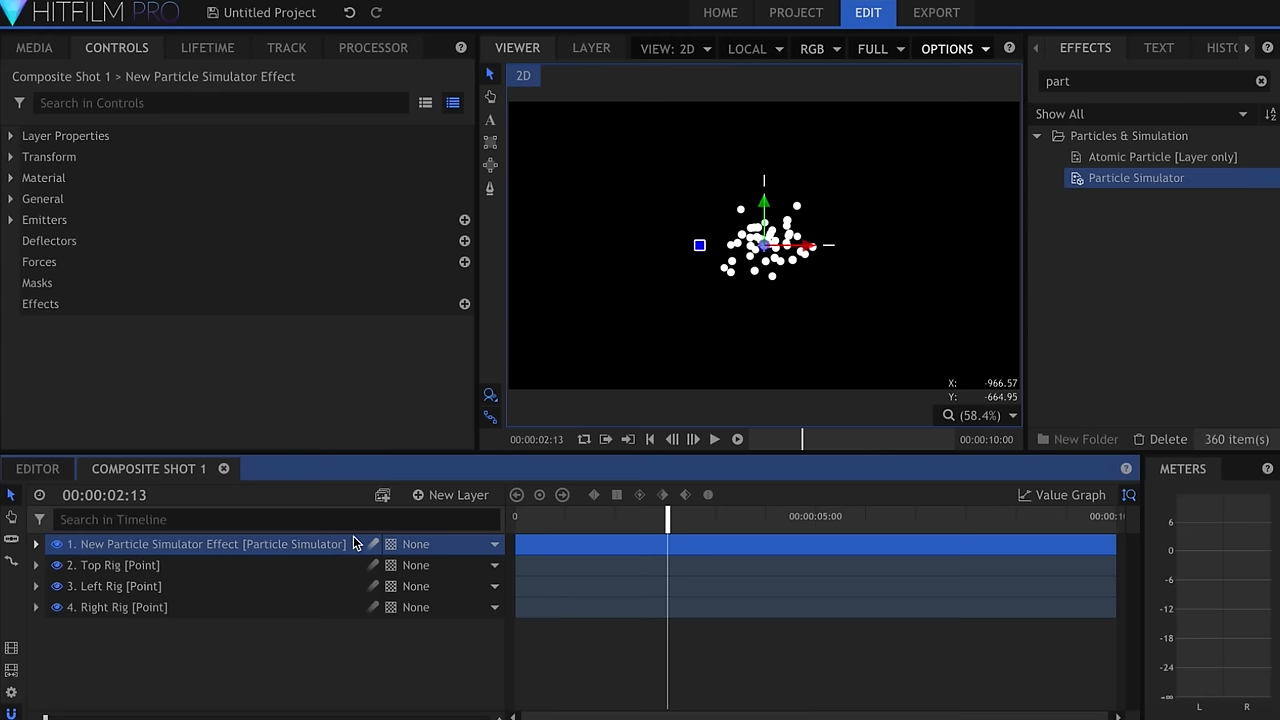 HITFILM PRO
Untitled Project
HOME
PROJECT
EDIT
EXPORT
MEDIA
CONTROLS
LIFETIME
TRACK
PROCESSOR
Composite Shot 1 > New Particle Simulator Effect
Search in Controls
Layer Properties
Transform
Material
General
Emitters
Deflectors
Forces
Masks
Effects
VIEWER
LAYER
VIEW: 2D
LOCAL
RGB
FULL
OPTIONS
2D
X: -966.57
Y: -664.95
(58.4%)
00:00:02:13
00:00:10:00
EFFECTS
TEXT
part
Show All
Particles & Simulation
Atomic Particle [Layer only]
Particle Simulator
New Folder
Delete
360 item(s)
EDITOR
COMPOSITE SHOT 1
00:00:02:13
New Layer
Value Graph
Search in Timeline
0
00:00:05:00
1. New Particle Simulator Effect [Particle Simulator]
None
2. Top Rig [Point]
None
3. Left Rig [Point]
None
4. Right Rig [Point]
None
METERS
6
0
-6
-12
-18
-24
-∞
L R